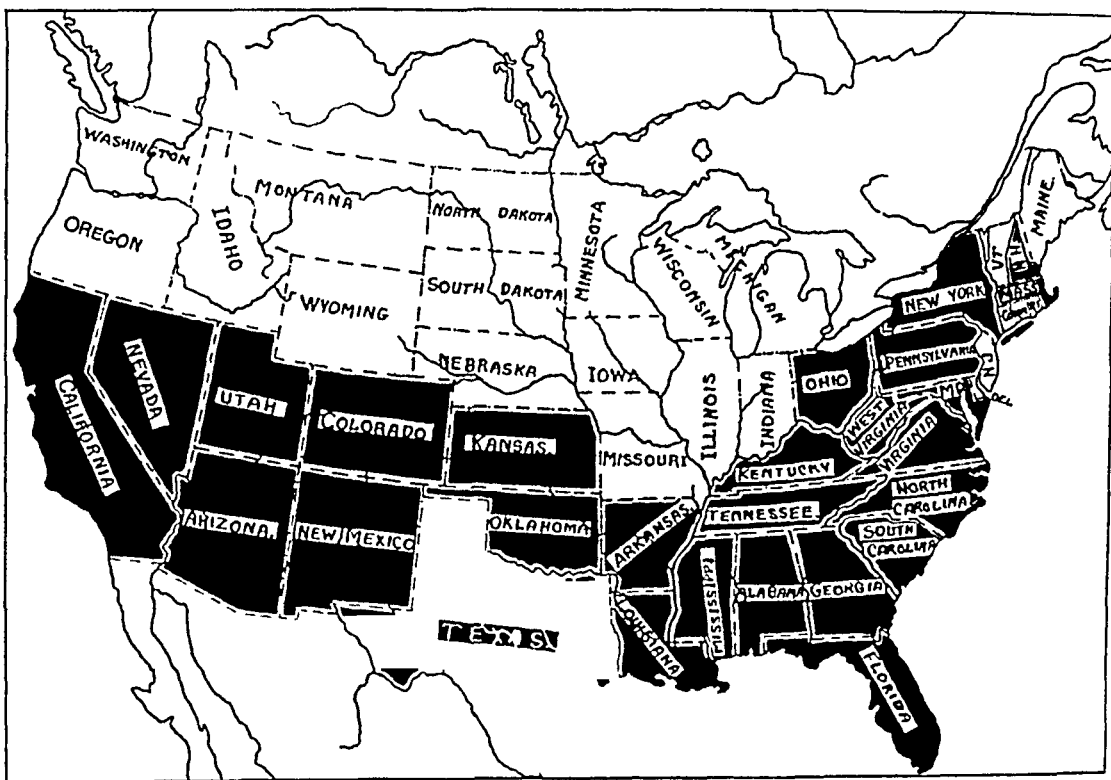 WASHINGTON
MONTANA
NORTH DAKOTA
MINNESOTA
MAINE
OREGON
IDAHO
WISCONSIN
MICHIGAN
VT
N H
WYOMING
SOUTH DAKOTA
NEW YORK
MASS
NEBRASKA
IOWA
PENNSYLVANIA
NEVADA
UTAH
COLORADO
KANSAS.
ILLINOIS
INDIANA
OHIO
MD
DEL
CALIFORNIA
MISSOURI
WEST
VIRGINIA
VIRGINIA
KENTUCKY
ARIZONA.
NEW MEXICO
OKLAHOMA
ARKANSAS.
TENNESSEE.
NORTH
CAROLINA
SOUTH
CAROLINA
TEXAS
LOUISIANA
MISSISSIPPI
ALABAMA
GEORGIA
FLORIDA